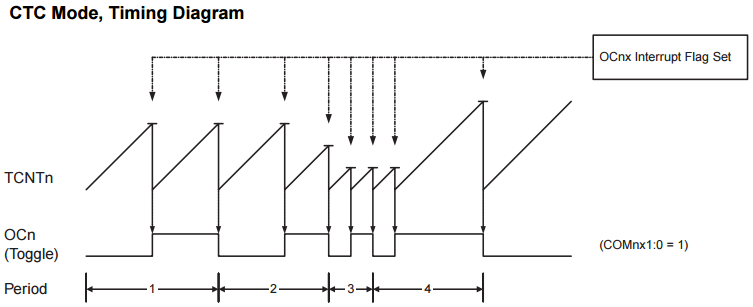 CTC Mode, Timing Diagram
OCnx Interrupt Flag Set
TCNTn
OCn
(Toggle)
(COMnx1:0 = 1)
Period 1 2 3 4